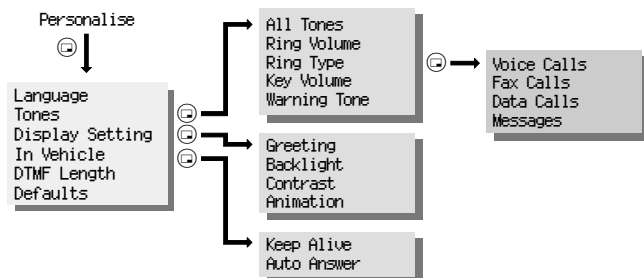 Personalise
Language
Tones
Display Setting
In Vehicle
DTMF Length
Defaults
All Tones
Ring Volume
Ring Type
Key Volume
Warning Tone
Voice Calls
Fax Calls
Data Calls
Messages
Greeting
Backlight
Contrast
Animation
Keep Alive
Auto Answer